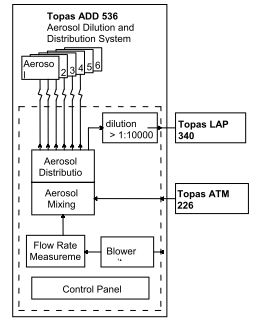 Topas ADD 536
Aerosol Dilution and
Distribution System
Aeroso
l
2 3 4 5 6
dilution
> 1:10000
Topas LAP
340
Aerosol
Distributio
Aerosol
Mixing
Topas ATM
226
Flow Rate
Measureme
Blower
Control Panel